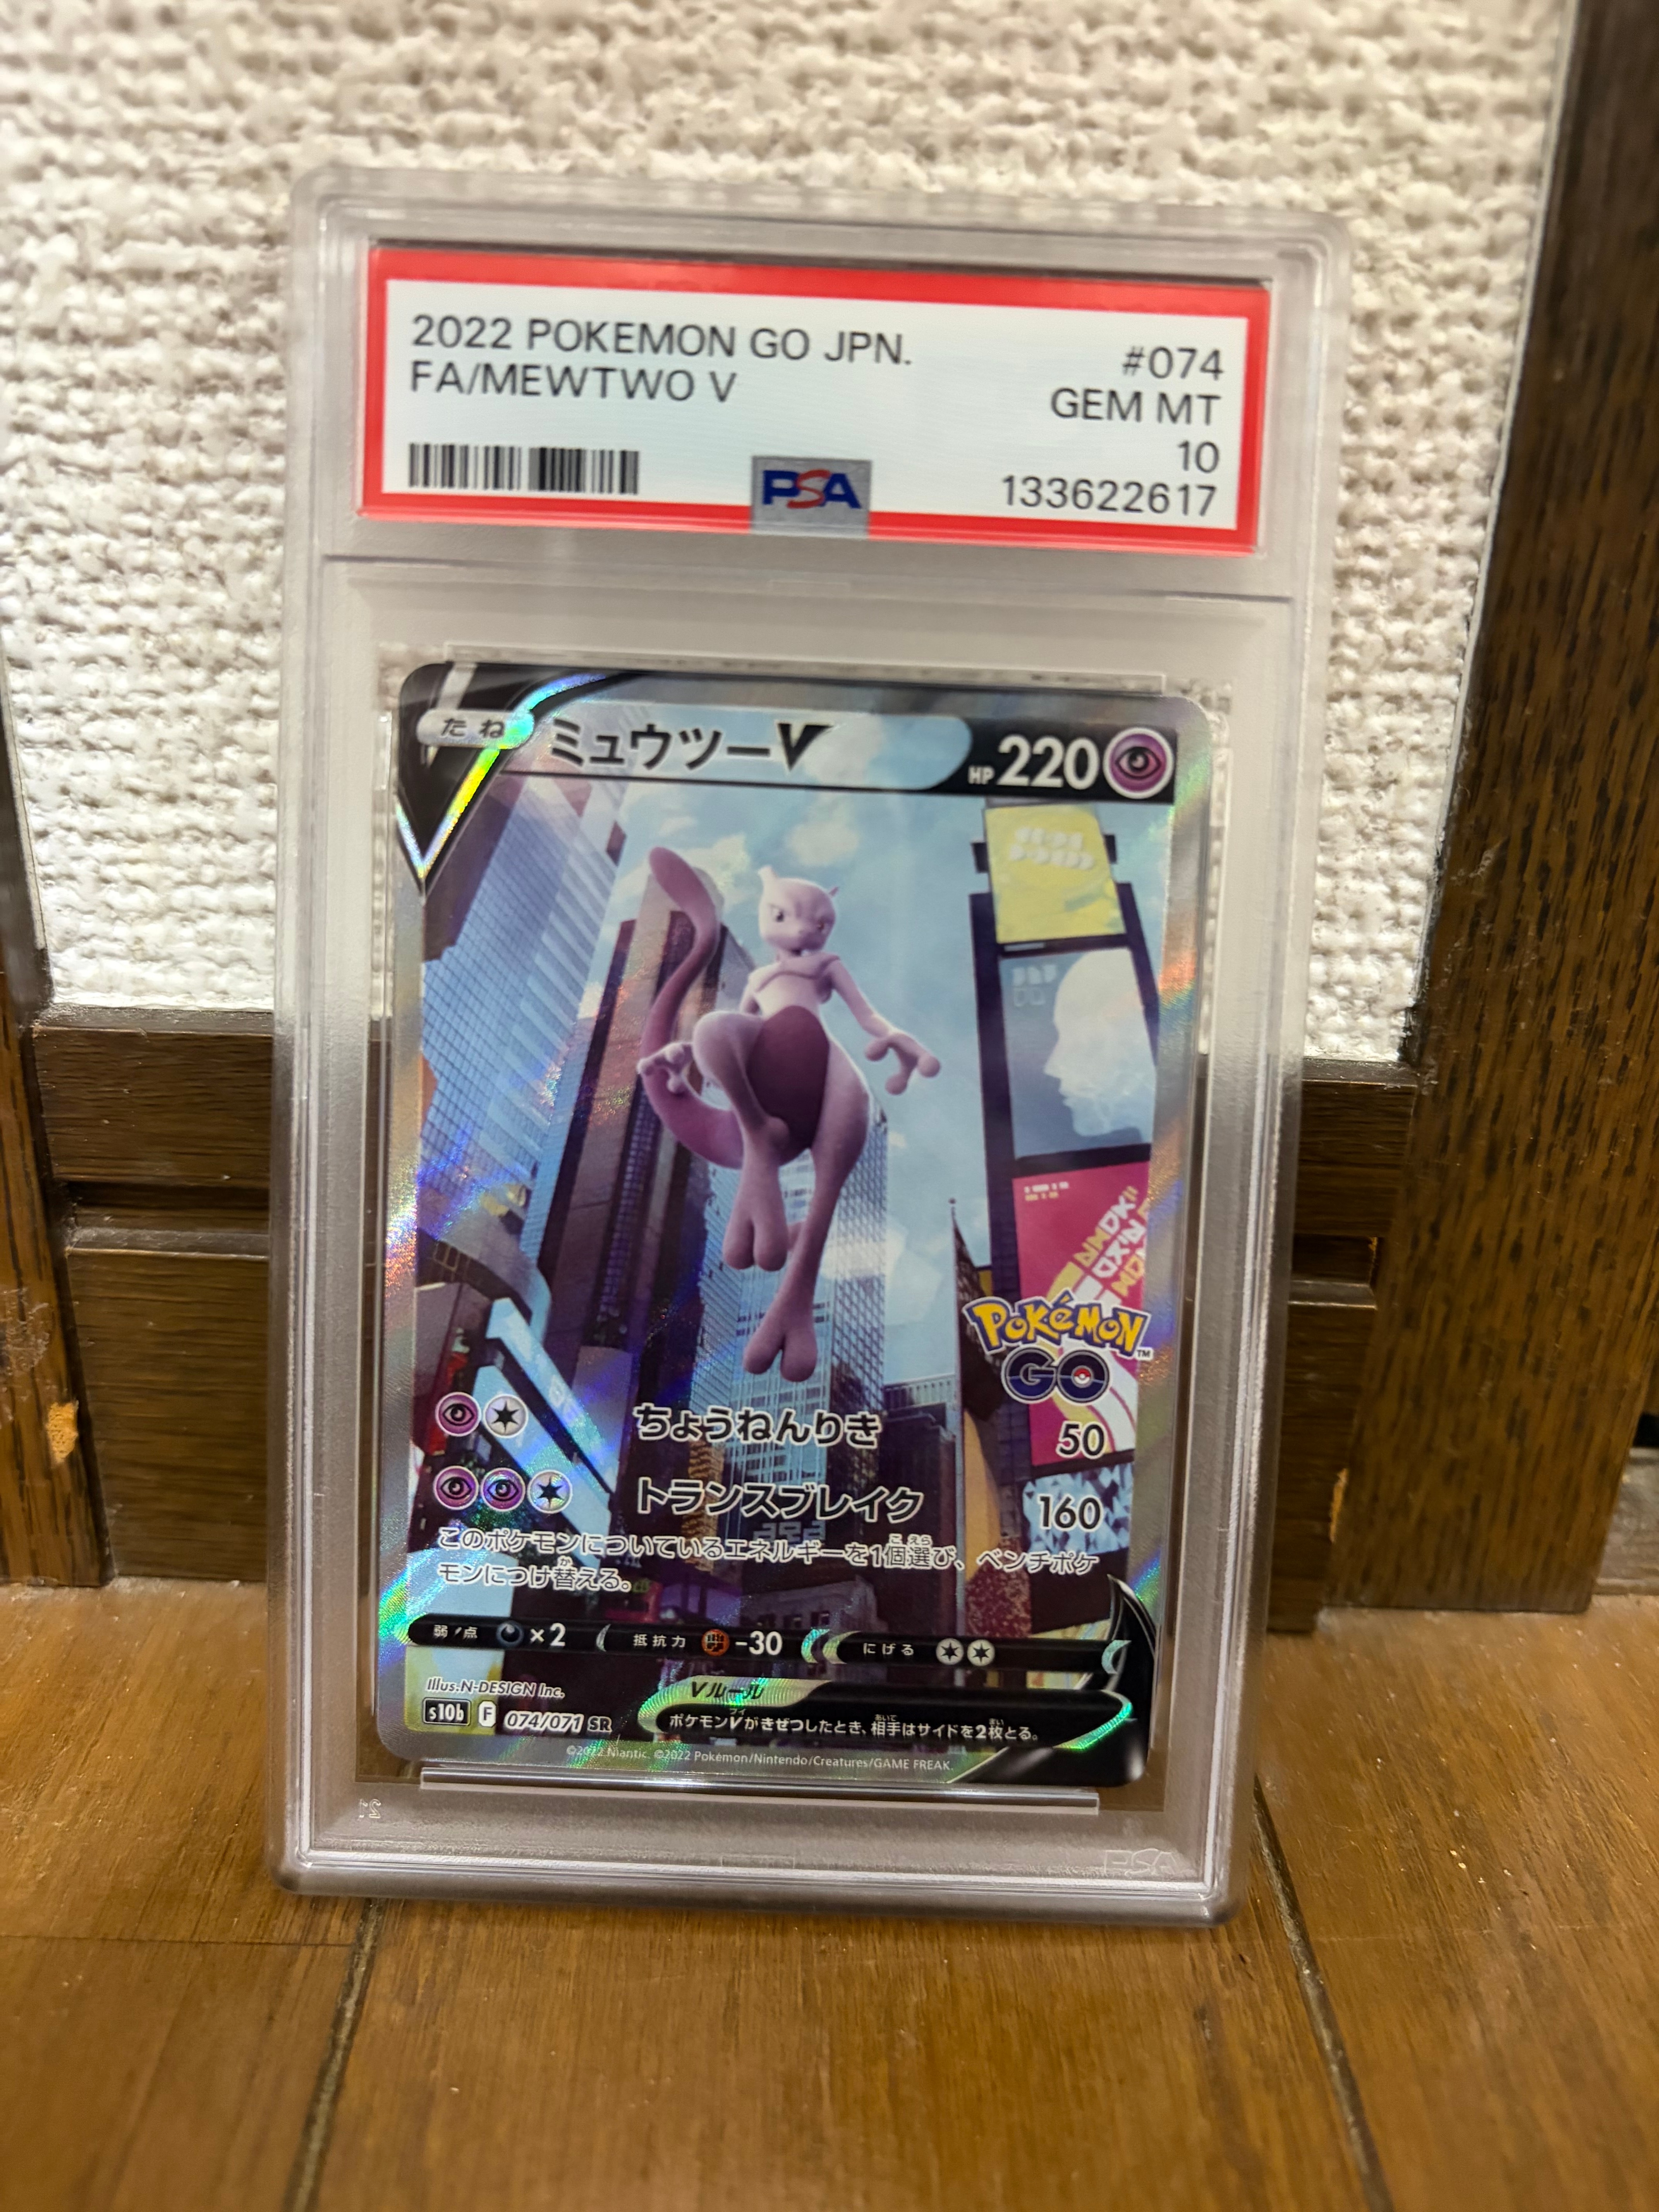 2022 POKEMON GO JPN.
#074
FA/MEWTWO V
GEM MT
10
PSA
133622617
たね
ミュウツーV
HP 220
Pokémon
GO
ちょうねんりき
50
トランスブレイク
160
このポケモンについているエネルギーを1個選び、ベンチポケ
モンにつけ替える。
弱点 ×2 抵抗力 -30 にげる
Illus.N-DESIGN Inc.
Vルール
s10b F 074/071 SR
ポケモンVがきぜつしたとき、相手はサイドを2枚とる。
©2022 Niantic. ©2022 Pokémon/Nintendo/Creatures/GAME FREAK.
PSA